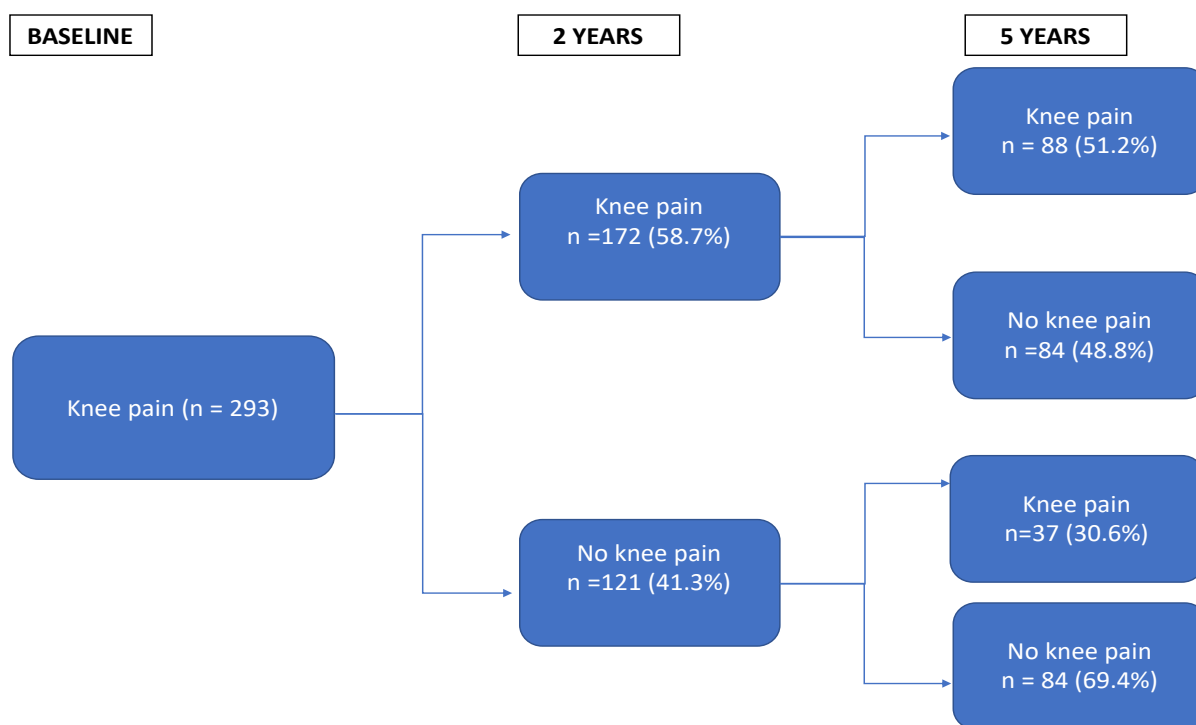 BASELINE
2 YEARS
5 YEARS
Knee pain (n = 293)
Knee pain
n =172 (58.7%)
No knee pain
n =121 (41.3%)
Knee pain
n = 88 (51.2%)
No knee pain
n =84 (48.8%)
Knee pain
n=37 (30.6%)
No knee pain
n = 84 (69.4%)